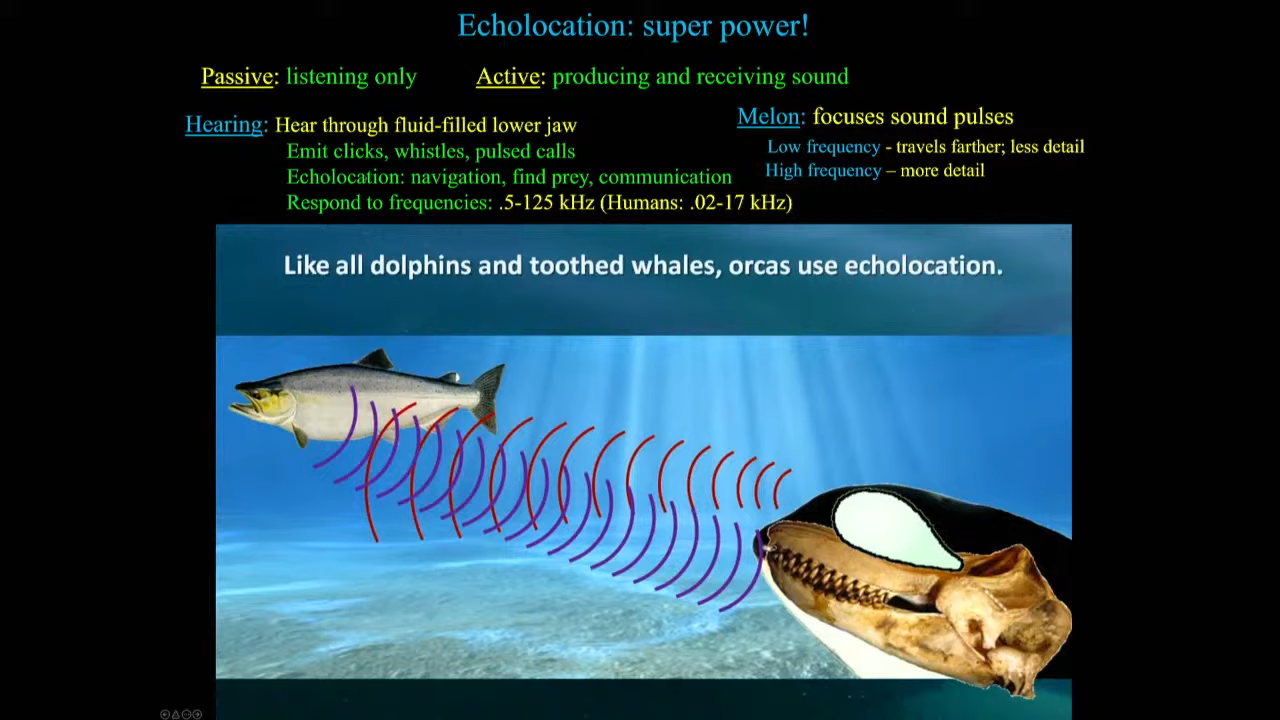 Echolocation: super power!
Passive: listening only Active: producing and receiving sound
Hearing: Hear through fluid-filled lower jaw
Emit clicks, whistles, pulsed calls
Echolocation: navigation, find prey, communication
Respond to frequencies: .5-125 kHz (Humans: .02-17 kHz)
Melon: focuses sound pulses
Low frequency - travels farther; less detail
High frequency – more detail
Like all dolphins and toothed whales, orcas use echolocation.